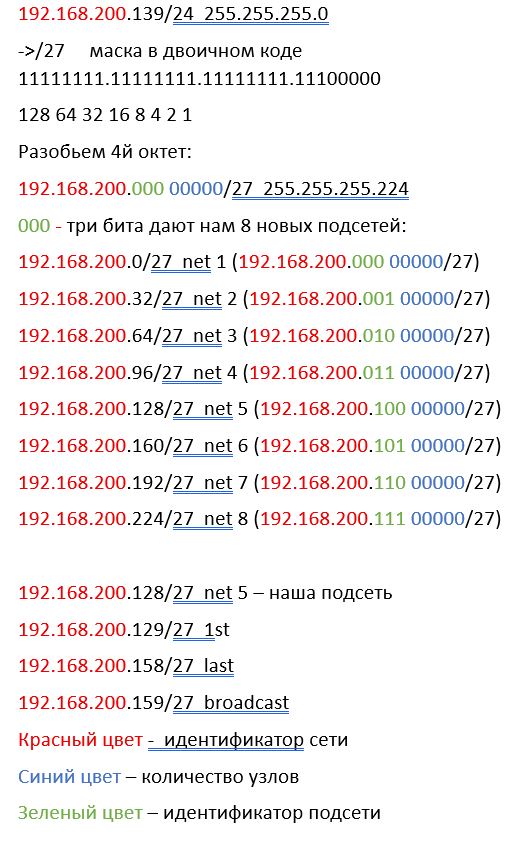 192.168.200.139/24 255.255.255.0
->/27 маска в двоичном коде
11111111.11111111.11111111.11100000
128 64 32 16 8 4 2 1
Разобьем 4й октет:
192.168.200.000 00000/27 255.255.255.224
000 - три бита дают нам 8 новых подсетей:
192.168.200.0/27 net 1 (192.168.200.000 00000/27)
192.168.200.32/27 net 2 (192.168.200.001 00000/27)
192.168.200.64/27 net 3 (192.168.200.010 00000/27)
192.168.200.96/27 net 4 (192.168.200.011 00000/27)
192.168.200.128/27 net 5 (192.168.200.100 00000/27)
192.168.200.160/27 net 6 (192.168.200.101 00000/27)
192.168.200.192/27 net 7 (192.168.200.110 00000/27)
192.168.200.224/27 net 8 (192.168.200.111 00000/27)
192.168.200.128/27 net 5 – наша подсеть
192.168.200.129/27 1st
192.168.200.158/27 last
192.168.200.159/27 broadcast
Красный цвет - идентификатор сети
Синий цвет – количество узлов
Зеленый цвет – идентификатор подсети